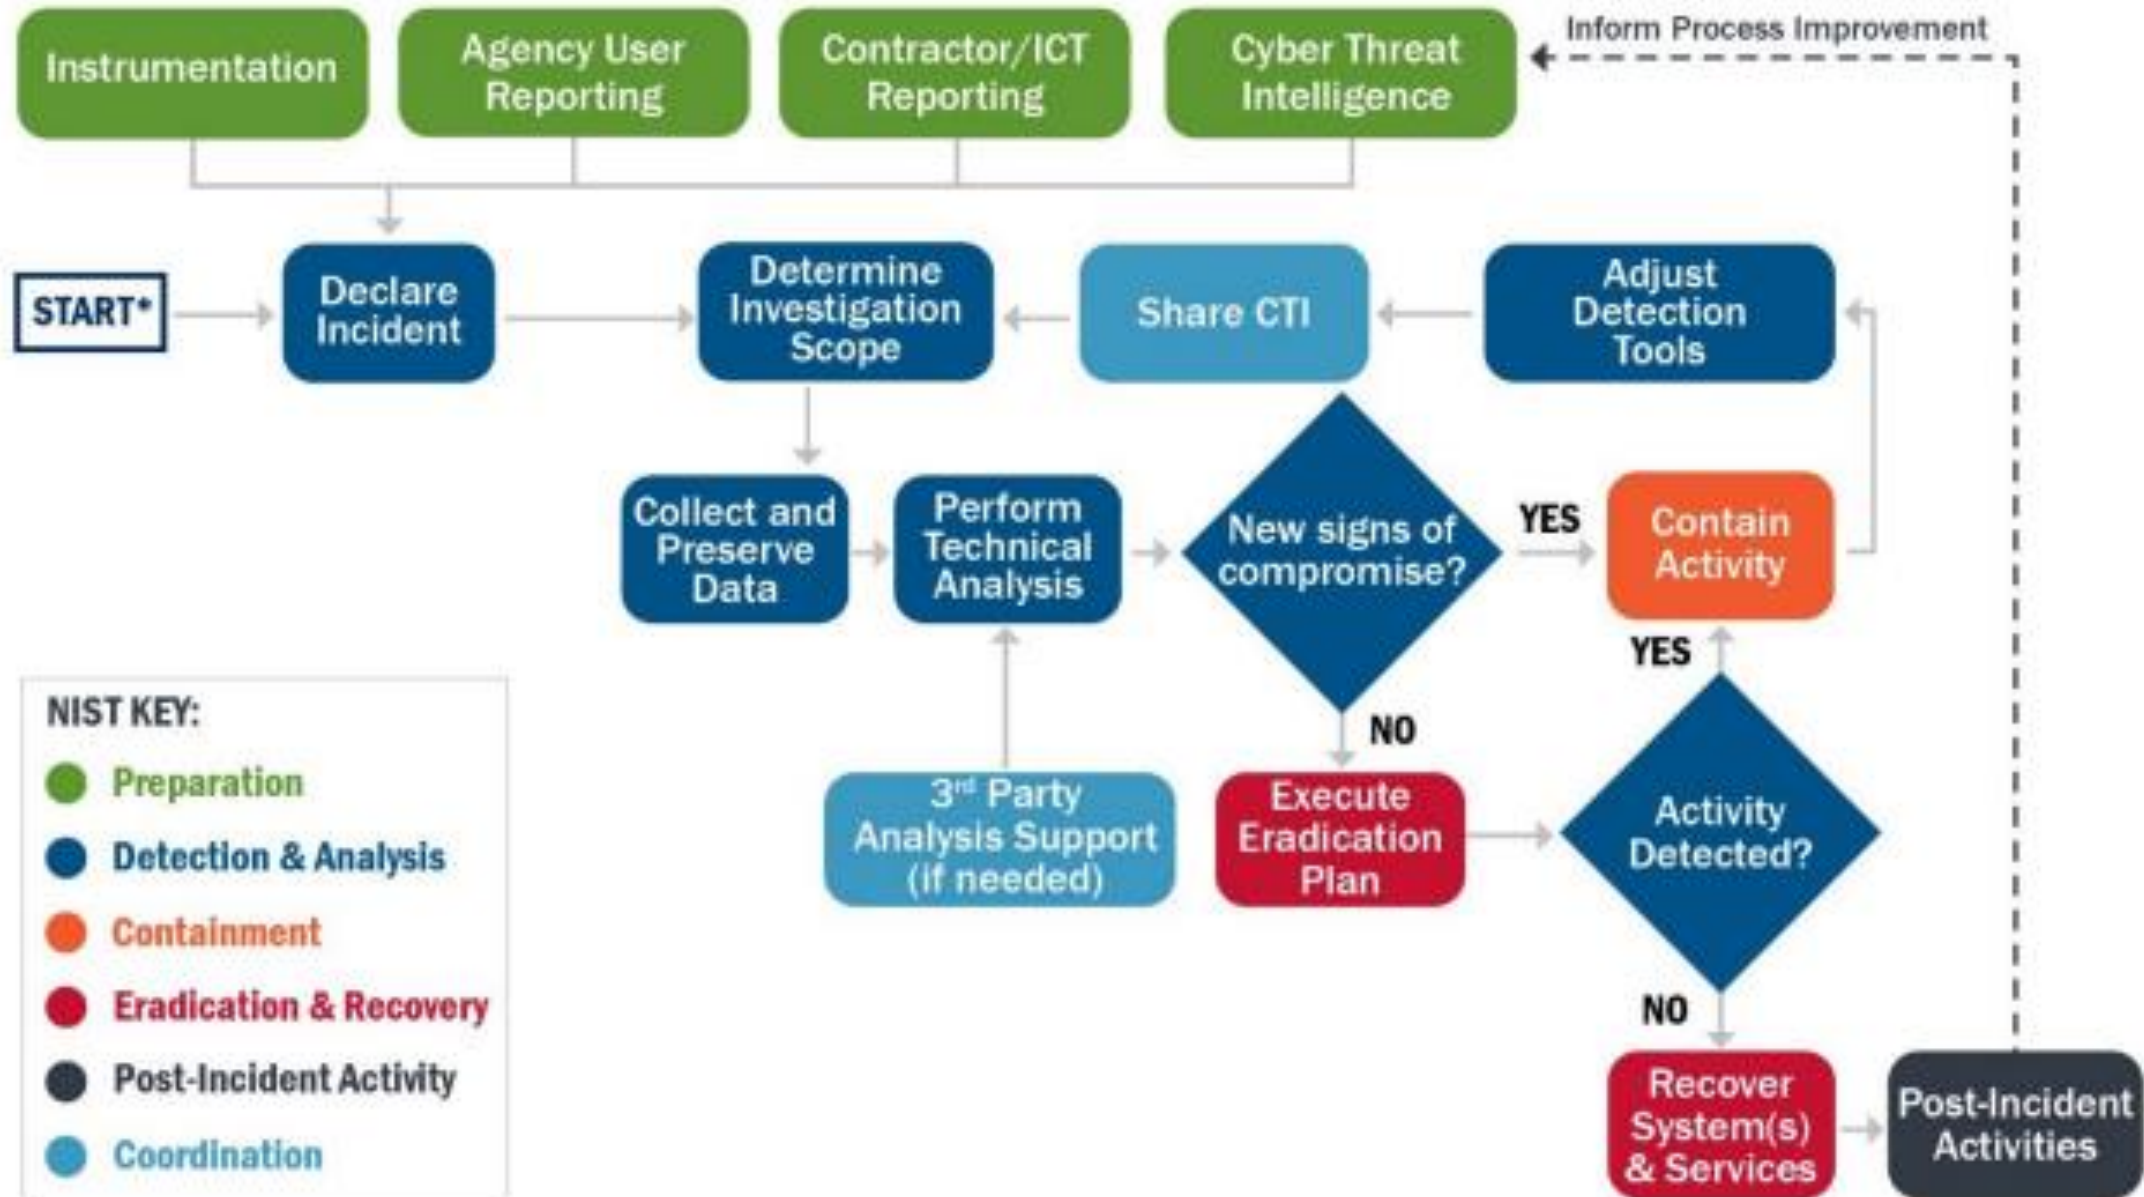 Inform Process Improvement
Instrumentation
Agency User
Reporting
Contractor/ICT
Reporting
Cyber Threat
Intelligence
START*
Declare
Incident
Determine
Investigation
Scope
Share CTI
Adjust
Detection
Tools
Collect and
Preserve
Data
Perform
Technical
Analysis
New signs of
compromise?
YES
Contain
Activity
YES
NO
3rd Party
Analysis Support
(if needed)
Execute
Eradication
Plan
Activity
Detected?
NO
Recover
System(s)
& Services
Post-Incident
Activities
NIST KEY:
Preparation
Detection & Analysis
Containment
Eradication & Recovery
Post-Incident Activity
Coordination